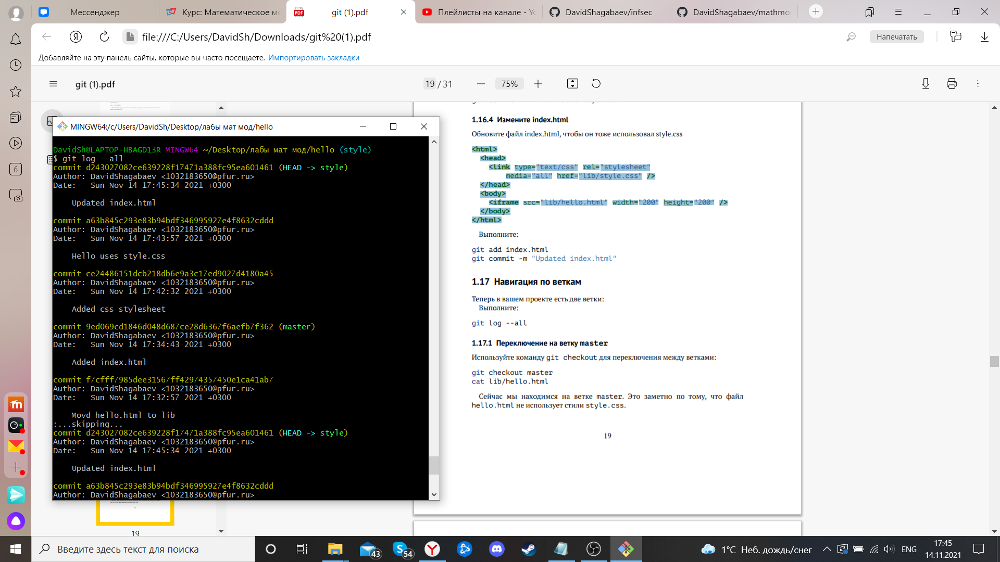 Мессенджер
Курс: Математическое мо
git (1).pdf
Плейлисты на канале - Yo
DavidShagabaev/infsec
DavidShagabaev/mathmo
file:///C:/Users/DavidSh/Downloads/git%20(1).pdf
Напечатать
Добавляйте на эту панель сайты, которые вы часто посещаете. Импортировать закладки
git (1).pdf
19 / 31
75%
MINGW64:/c/Users/DavidSh/Desktop/лабы мат мод/hello
DavidSh@LAPTOP-HBAGD13R MINGW64 ~/Desktop/лабы мат мод/hello (style)
$ git log --all
commit d243027082ce639228f17471a388fc95ea601461 (HEAD -> style)
Author: DavidShagabaev <1032183650@pfur.ru>
Date:   Sun Nov 14 17:45:34 2021 +0300
Updated index.html
commit a63b845c293e83b94bdf346995927e4f8632cddd
Author: DavidShagabaev <1032183650@pfur.ru>
Date:   Sun Nov 14 17:43:57 2021 +0300
Hello uses style.css
commit ce24486151dcb218db6e9a3c17ed9027d4180a45
Author: DavidShagabaev <1032183650@pfur.ru>
Date:   Sun Nov 14 17:42:32 2021 +0300
Added css stylesheet
commit 9ed069cd1846d048d687ce28d6367f6aefb7f362 (master)
Author: DavidShagabaev <1032183650@pfur.ru>
Date:   Sun Nov 14 17:34:43 2021 +0300
Added index.html
commit f7cfff7985dee31567ff42974357450e1ca41ab7
Author: DavidShagabaev <1032183650@pfur.ru>
Date:   Sun Nov 14 17:32:57 2021 +0300
Movd hello.html to lib
:...skipping...
commit d243027082ce639228f17471a388fc95ea601461 (HEAD -> style)
Author: DavidShagabaev <1032183650@pfur.ru>
Date:   Sun Nov 14 17:45:34 2021 +0300
Updated index.html
commit a63b845c293e83b94bdf346995927e4f8632cddd
Author: DavidShagabaev <1032183650@pfur.ru>
1.16.4 Измените index.html
Обновите файл index.html, чтобы он тоже использовал style.css
<html>
<head>
<link type="text/css" rel="stylesheet"
media="all" href="lib/style.css" />
</head>
<body>
<iframe src="lib/hello.html" width="200" height="200" />
</body>
</html>
Выполните:
git add index.html
git commit -m "Updated index.html"
1.17 Навигация по веткам
Теперь в вашем проекте есть две ветки:
Выполните:
git log --all
1.17.1 Переключение на ветку master
Используйте команду git checkout для переключения между ветками:
git checkout master
cat lib/hello.html
Сейчас мы находимся на ветке master. Это заметно по тому, что файл
hello.html не использует стили style.css.
19
19
6
Введите здесь текст для поиска
43
54
1°C Неб. дождь/снег
ENG
17:45
14.11.2021